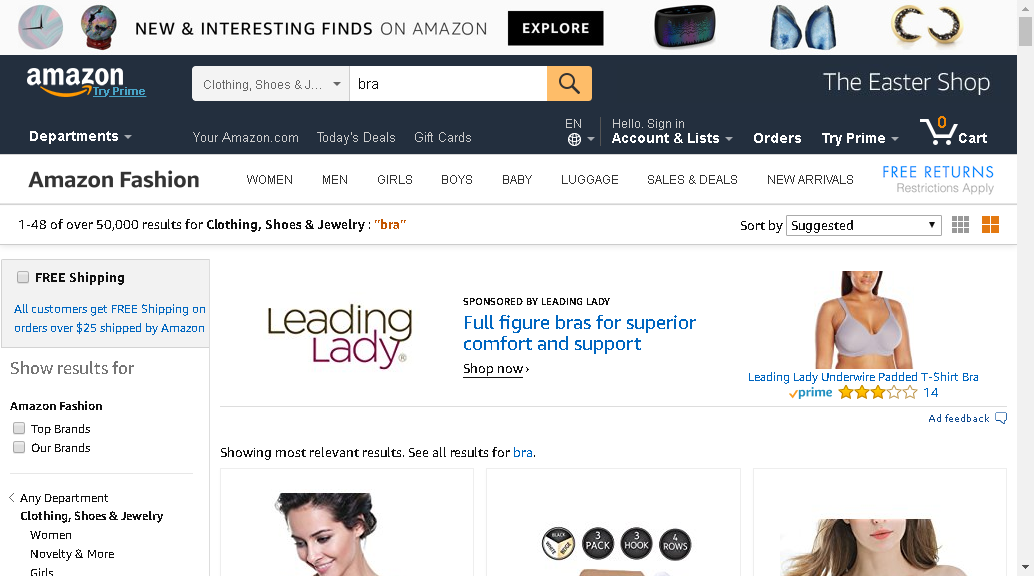 NEW & INTERESTING FINDS ON AMAZON
EXPLORE
amazon
Try Prime
Clothing, Shoes & J...
bra
The Easter Shop
Departments
Your Amazon.com
Today's Deals
Gift Cards
EN
Hello. Sign in
Account & Lists
Orders
Try Prime
0
Cart
Amazon Fashion
WOMEN
MEN
GIRLS
BOYS
BABY
LUGGAGE
SALES & DEALS
NEW ARRIVALS
FREE RETURNS
Restrictions Apply
1-48 of over 50,000 results for Clothing, Shoes & Jewelry : "bra"
Sort by Suggested
FREE Shipping
All customers get FREE Shipping on
orders over $25 shipped by Amazon
Show results for
Amazon Fashion
Top Brands
Our Brands
Any Department
Clothing, Shoes & Jewelry
Women
Novelty & More
Girls
Leading
Lady®
SPONSORED BY LEADING LADY
Full figure bras for superior
comfort and support
Shop now ›
Leading Lady Underwire Padded T-Shirt Bra
prime 14
Ad feedback
Showing most relevant results. See all results for bra.
BLACK
WHITE
BEIGE
3
PACK
3
HOOK
4
ROWS